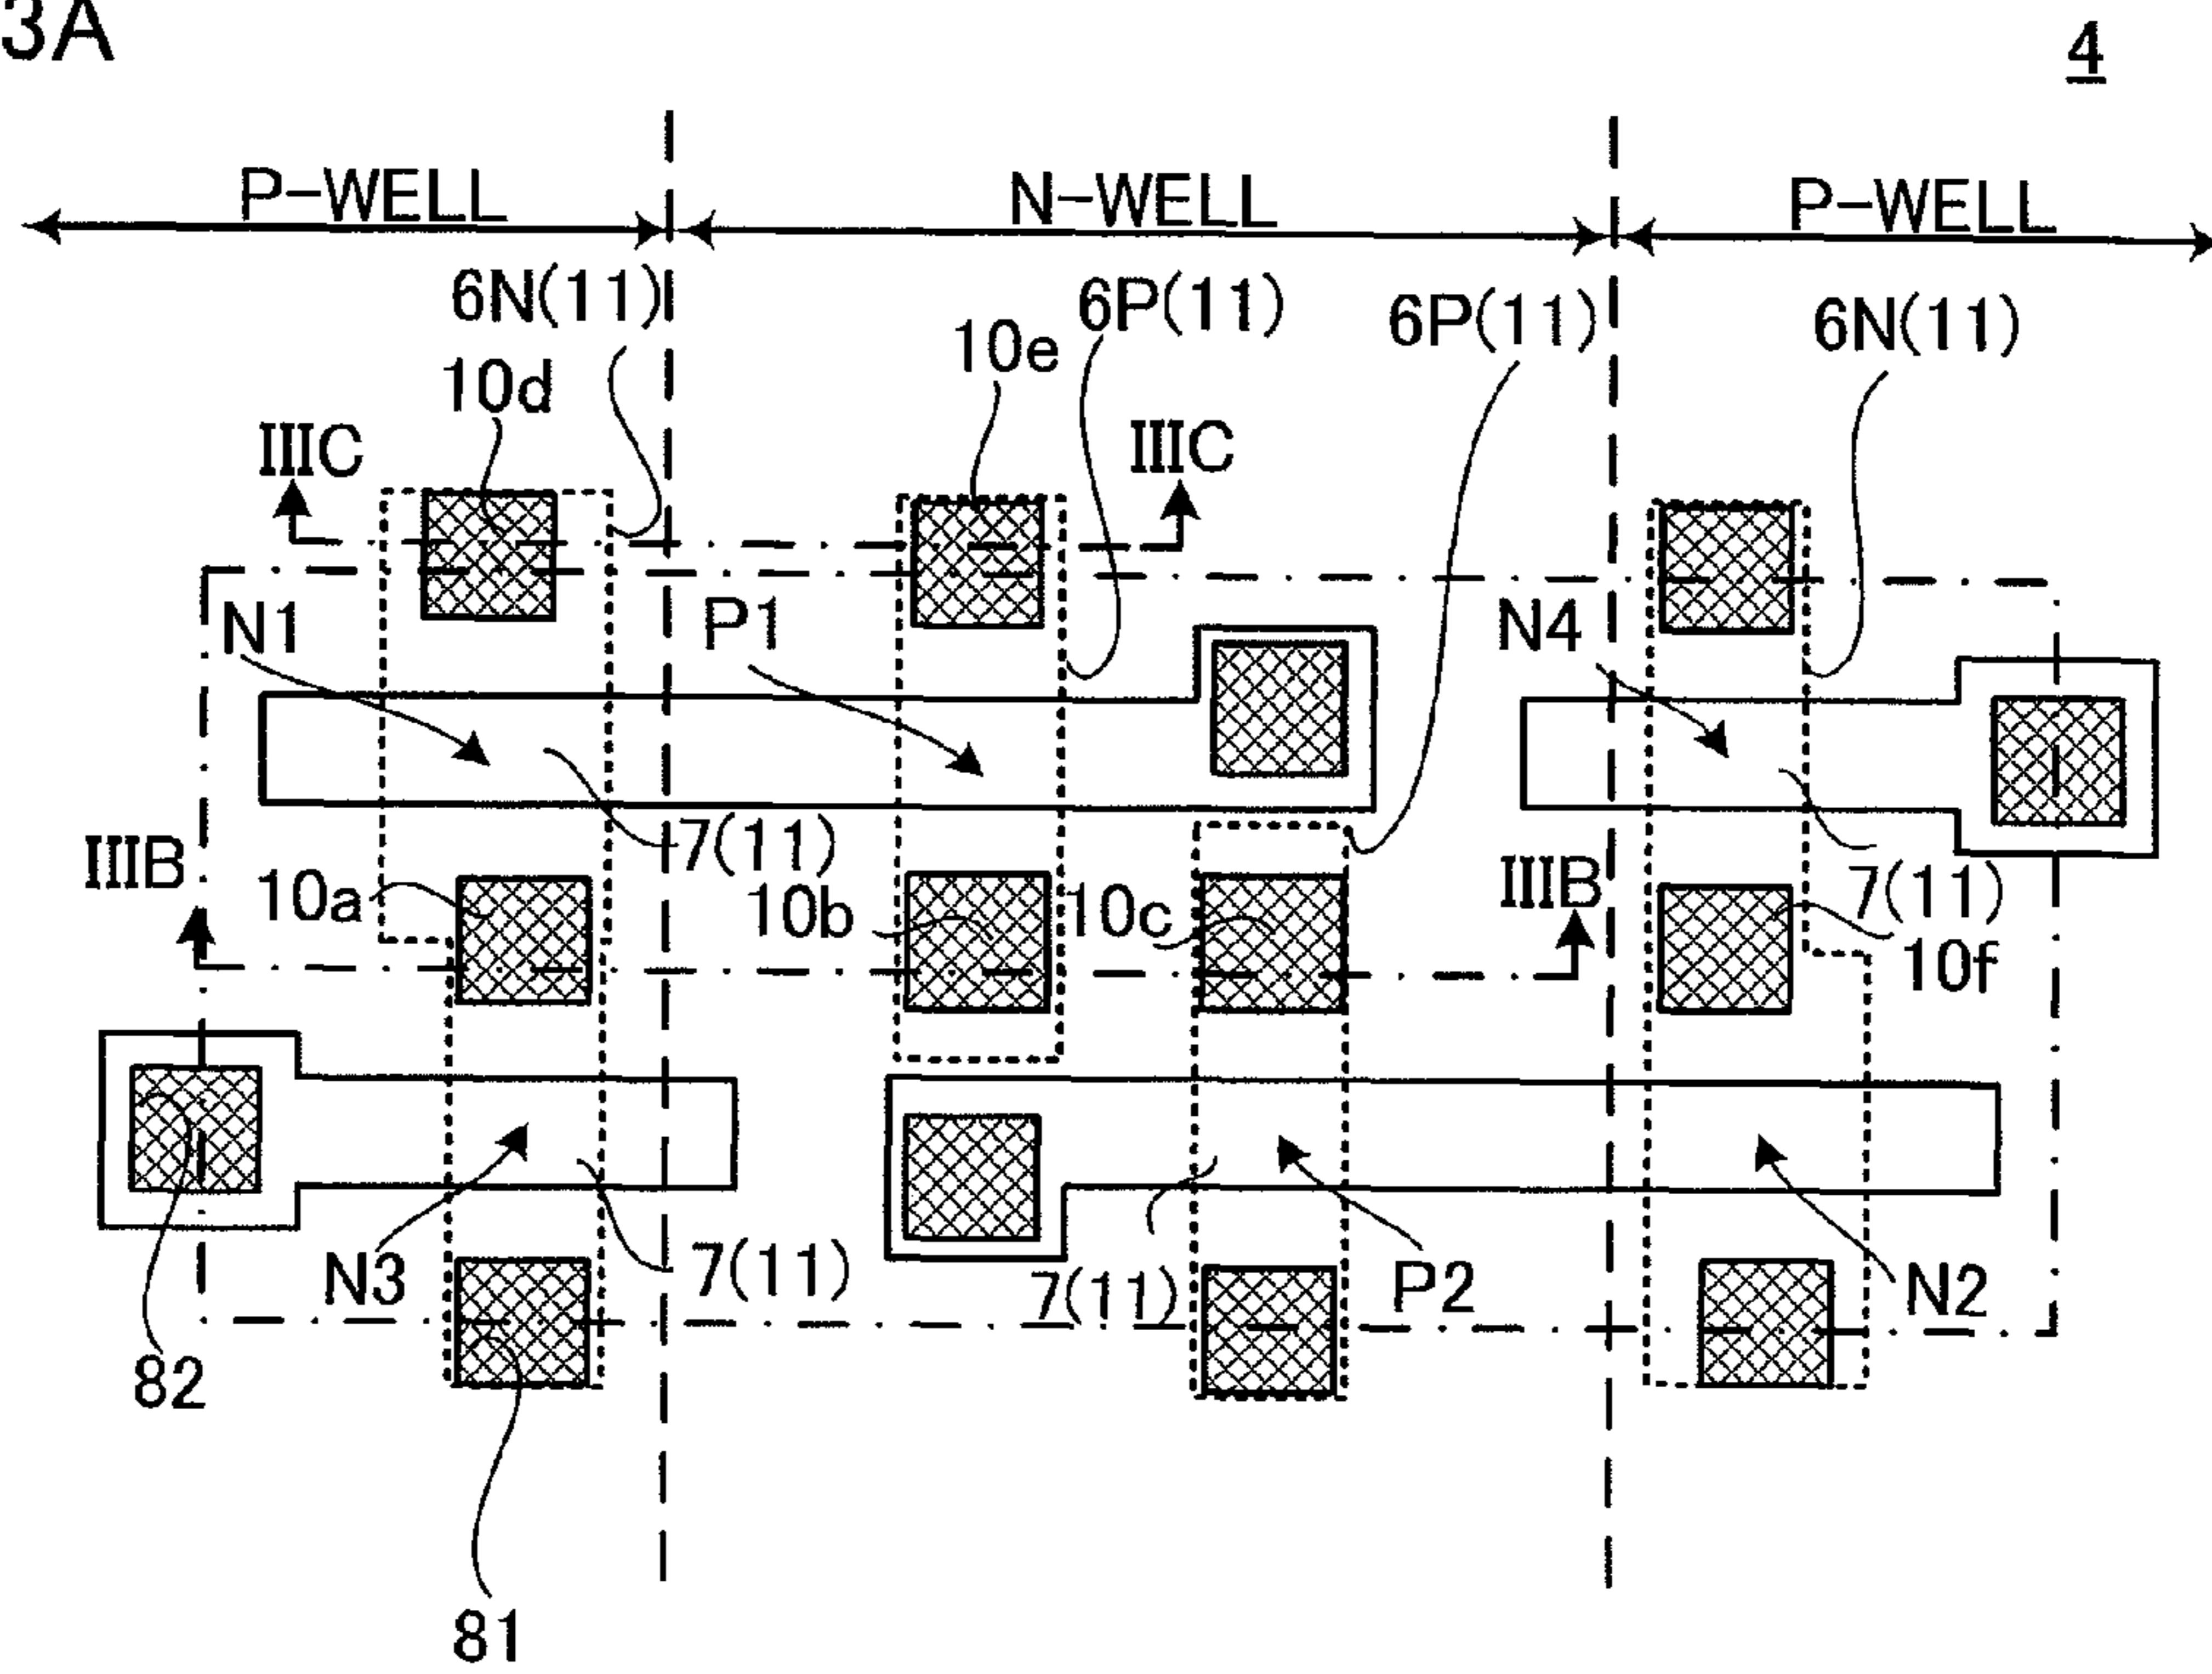 3A
4
P-WELL N-WELL P-WELL
6N(11) 6P(11) 6P(11) 6N(11)
10d 10e
ⅢC ⅢC
N1 P1 N4
7(11)
ⅢB 10a 10b 10c ⅢB 7(11)
10f
N3 7(11) 7(11) P2 N2
82
81